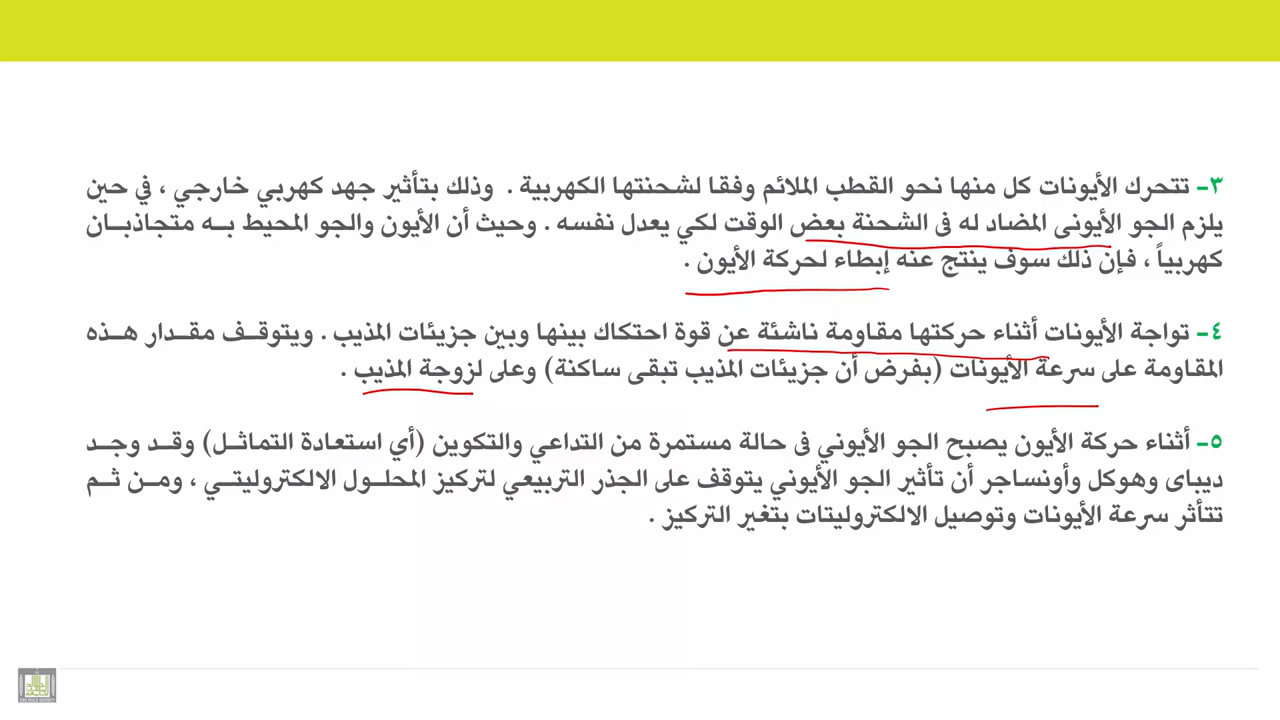 ٣- تتحرك الأيونات كل منها نحو القطب الملائم وفقا لشحنتها الكهربية . وذلك بتأثير جهد كهربي خارجي ، في حين
يلزم الجو الأيونى المضاد له فى الشحنة بعض الوقت لكي يعدل نفسه . وحيث أن الأيون والجو المحيط بـه متجاذبـان
كهربياً ، فإن ذلك سوف ينتج عنه إبطاء لحركة الأيون .
٤- تواجة الأيونات أثناء حركتها مقاومة ناشئة عن قوة احتكاك بينها وبين جزيئات المذيب . ويتوقـف مقـدار هـذه
المقاومة على سرعة الأيونات (بفرض أن جزيئات المذيب تبقى ساكنة) وعلى لزوجة المذيب .
٥- أثناء حركة الأيون يصبح الجو الأيوني فى حالة مستمرة من التداعي والتكوين (أي استعادة التماثـل) وقـد وجـد
ديباى وهوكل وأونساجر أن تأثير الجو الأيوني يتوقف على الجذر التربيعي لتركيز المحلـول الالكتروليتـي ، ومـن ثـم
تتأثر سرعة الأيونات وتوصيل الالكتروليتات بتغير التركيز .